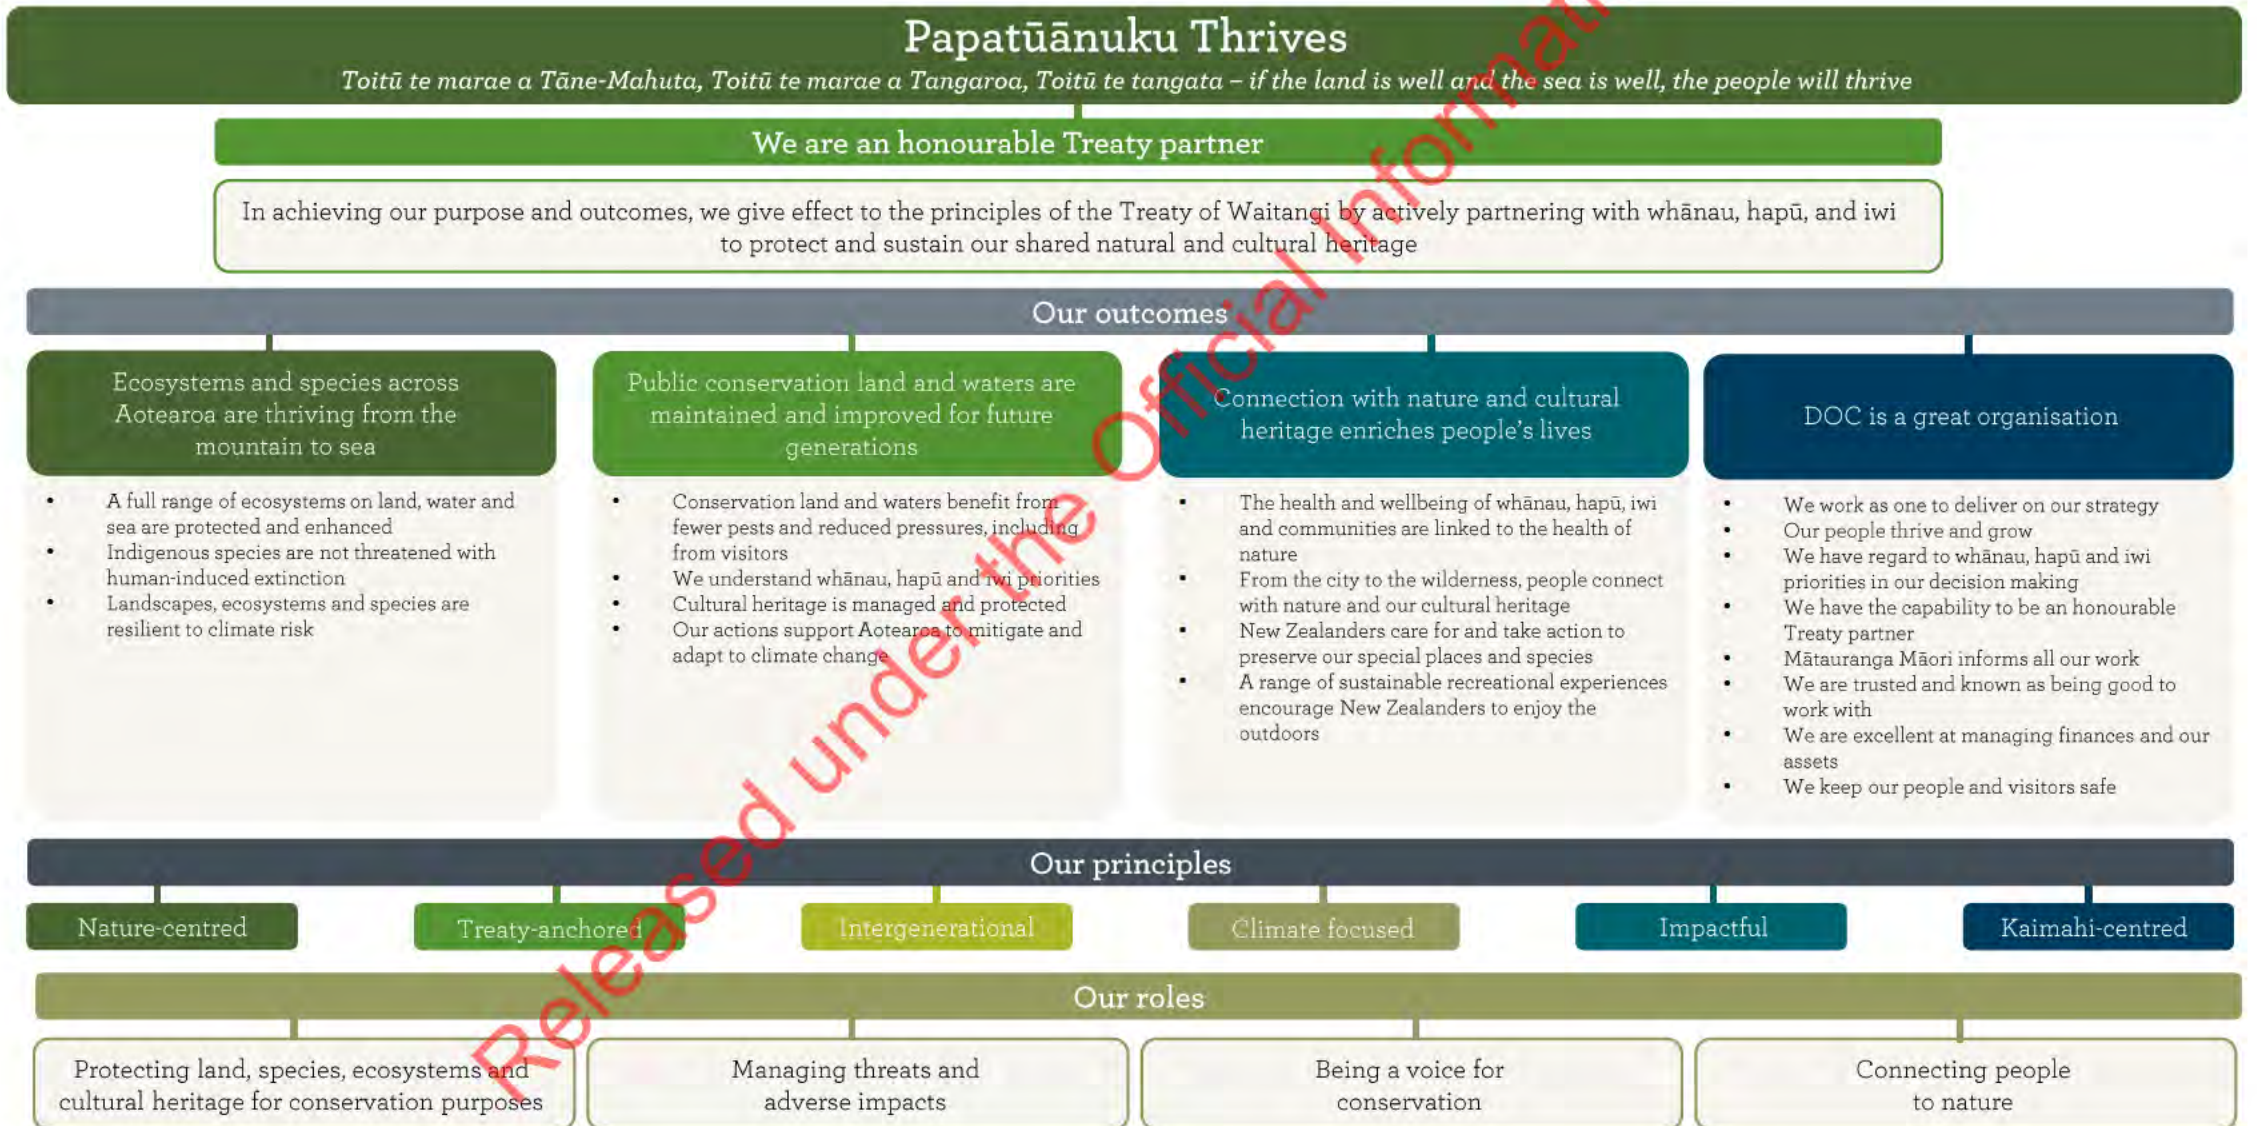 Papatūānuku Thrives
Toitū te marae a Tāne-Mahuta, Toitū te marae a Tangaroa, Toitū te tangata – if the land is well and the sea is well, the people will thrive
We are an honourable Treaty partner
In achieving our purpose and outcomes, we give effect to the principles of the Treaty of Waitangi by actively partnering with whānau, hapū, and iwi
to protect and sustain our shared natural and cultural heritage
Our outcomes
Ecosystems and species across
Aotearoa are thriving from the
mountain to sea
• A full range of ecosystems on land, water and
sea are protected and enhanced
• Indigenous species are not threatened with
human-induced extinction
• Landscapes, ecosystems and species are
resilient to climate risk
Public conservation land and waters are
maintained and improved for future
generations
• Conservation land and waters benefit from
fewer pests and reduced pressures, including
from visitors
• We understand whānau, hapū and iwi priorities
• Cultural heritage is managed and protected
• Our actions support Aotearoa to mitigate and
adapt to climate change
Connection with nature and cultural
heritage enriches people's lives
• The health and wellbeing of whānau, hapū, iwi
and communities are linked to the health of
nature
• From the city to the wilderness, people connect
with nature and our cultural heritage
• New Zealanders care for and take action to
preserve our special places and species
• A range of sustainable recreational experiences
encourage New Zealanders to enjoy the
outdoors
DOC is a great organisation
• We work as one to deliver on our strategy
• Our people thrive and grow
• We have regard to whānau, hapū and iwi
priorities in our decision making
• We have the capability to be an honourable
Treaty partner
• Mātauranga Māori informs all our work
• We are trusted and known as being good to
work with
• We are excellent at managing finances and our
assets
• We keep our people and visitors safe
Our principles
Nature-centred
Treaty-anchored
Intergenerational
Climate focused
Impactful
Kaimahi-centred
Our roles
Protecting land, species, ecosystems and
cultural heritage for conservation purposes
Managing threats and
adverse impacts
Being a voice for
conservation
Connecting people
to nature
Released under the Official Informati